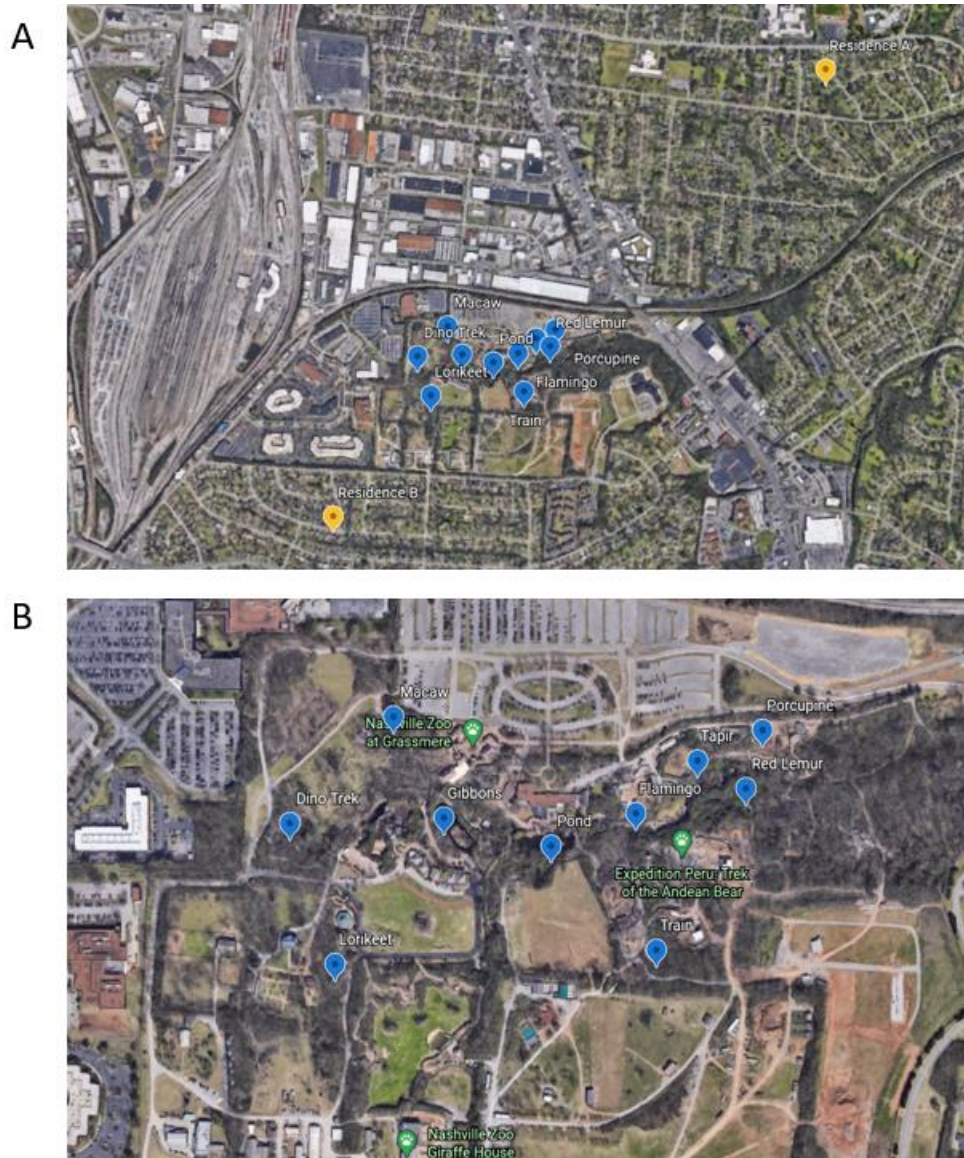 A
Residence A
Macaw
Dino Trek
Pond
Red Lemur
Lorikeet
Porcupine
Flamingo
Train
Residence B
B
Macaw
Nashville Zoo
at Grassmere
Porcupine
Tapir
Red Lemur
Dino Trek
Gibbons
Flamingo
Pond
Expedition Peru: Trek
of the Andean Bear
Lorikeet
Train
Nashville Zoo
Giraffe House